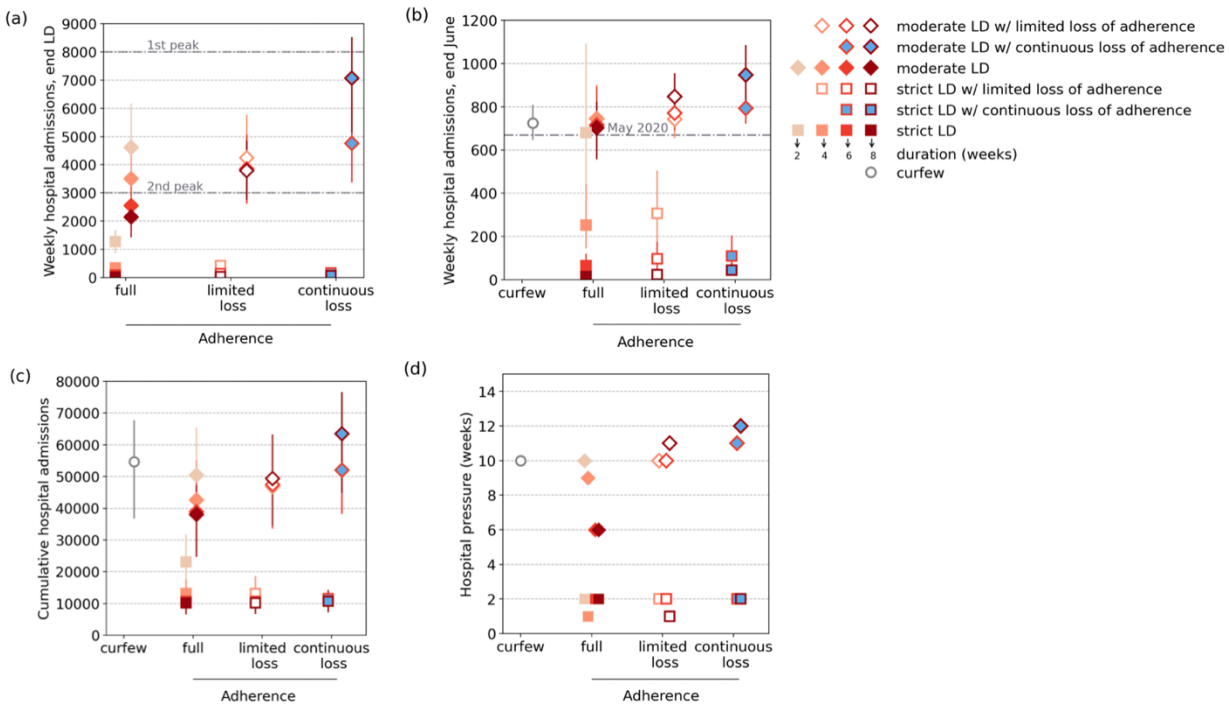 (a)
Weekly hospital admissions, end LD
9000
8000
7000
6000
5000
4000
3000
2000
1000
0
1st peak
2nd peak
full
limited
loss
continuous
loss
Adherence
(b)
Weekly hospital admissions, end June
1200
1000
800
600
400
200
0
May 2020
curfew
full
limited
loss
continuous
loss
Adherence
moderate LD w/ limited loss of adherence
moderate LD w/ continuous loss of adherence
moderate LD
strict LD w/ limited loss of adherence
strict LD w/ continuous loss of adherence
strict LD
2 4 6 8 duration (weeks)
curfew
(c)
Cumulative hospital admissions
80000
70000
60000
50000
40000
30000
20000
10000
0
curfew
full
limited
loss
continuous
loss
Adherence
(d)
Hospital pressure (weeks)
14
12
10
8
6
4
2
0
curfew
full
limited
loss
continuous
loss
Adherence